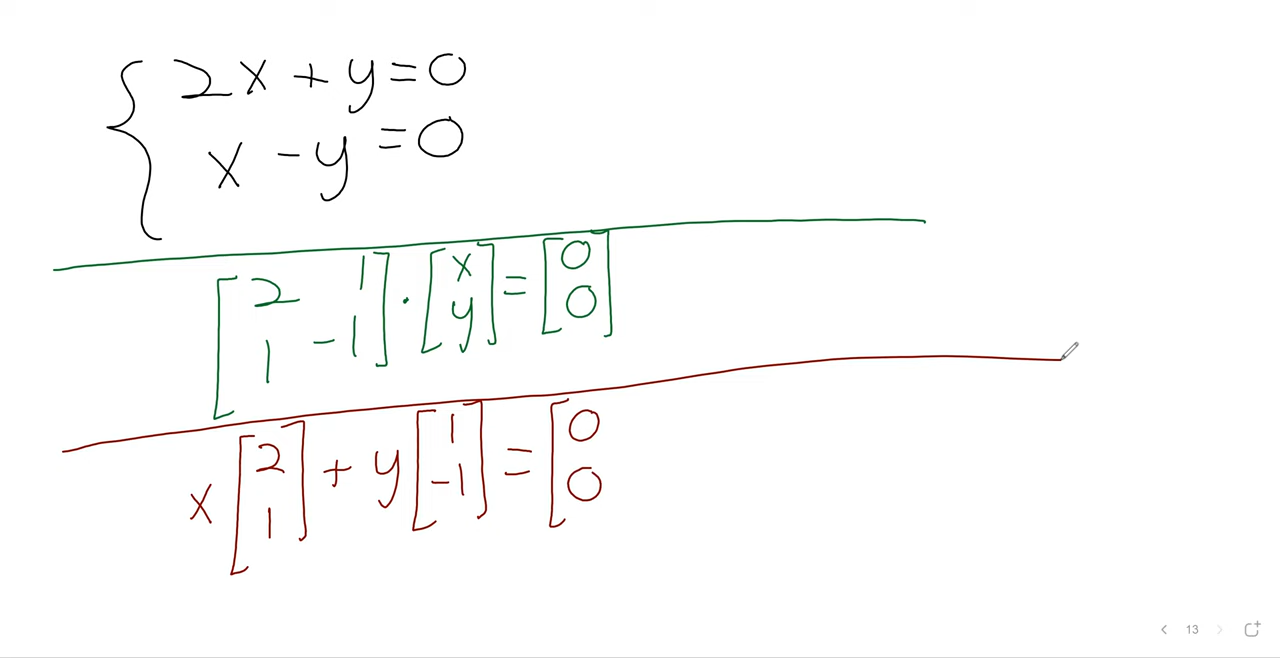 { 2x + y = 0
x - y = 0
[2 1
1 -1] · [x
y] = [0
0]
x [2
1] + y [1
-1] = [0
0
< 13 >